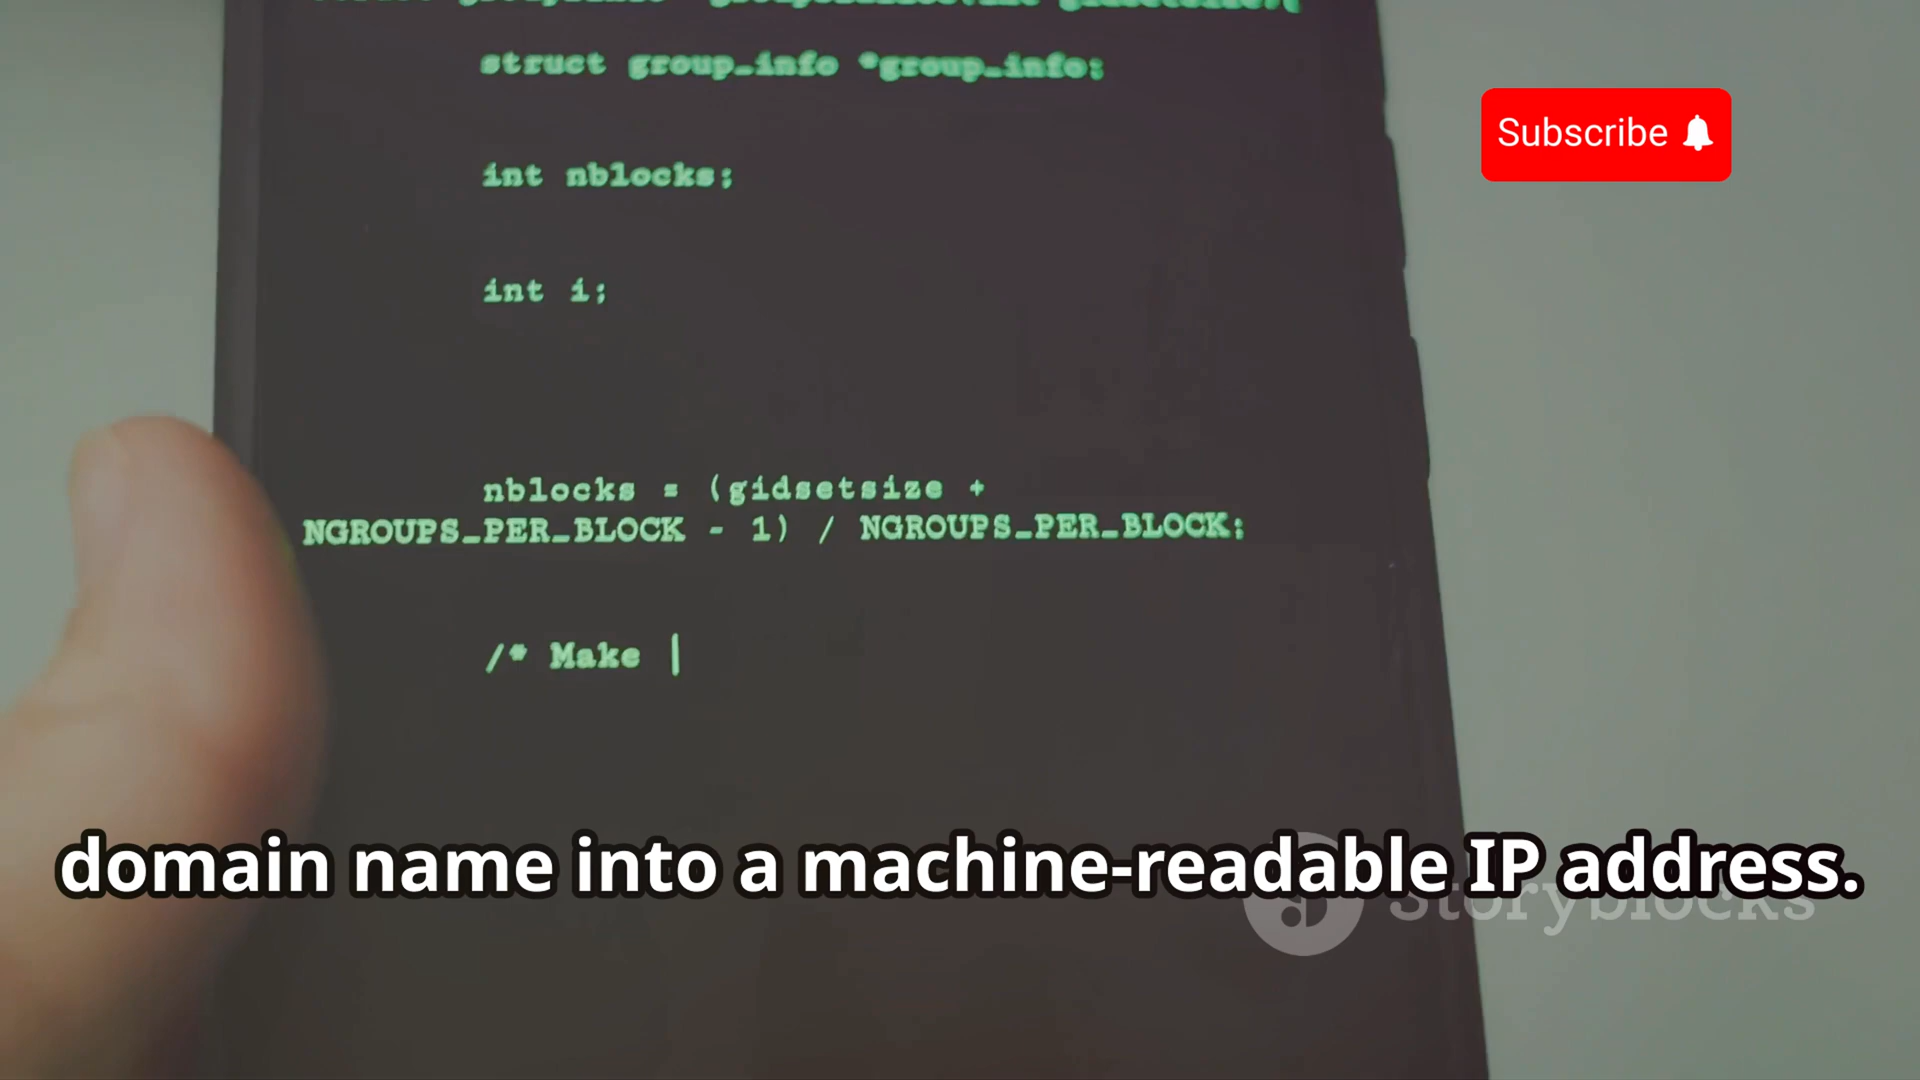 struct group_info *group_info;
Subscribe
int nblocks;
int i;
nblocks = (gidsetsize +
NGROUPS_PER_BLOCK - 1) / NGROUPS_PER_BLOCK;
/* Make |
domain name into a machine-readable IP address.
Storyblocks